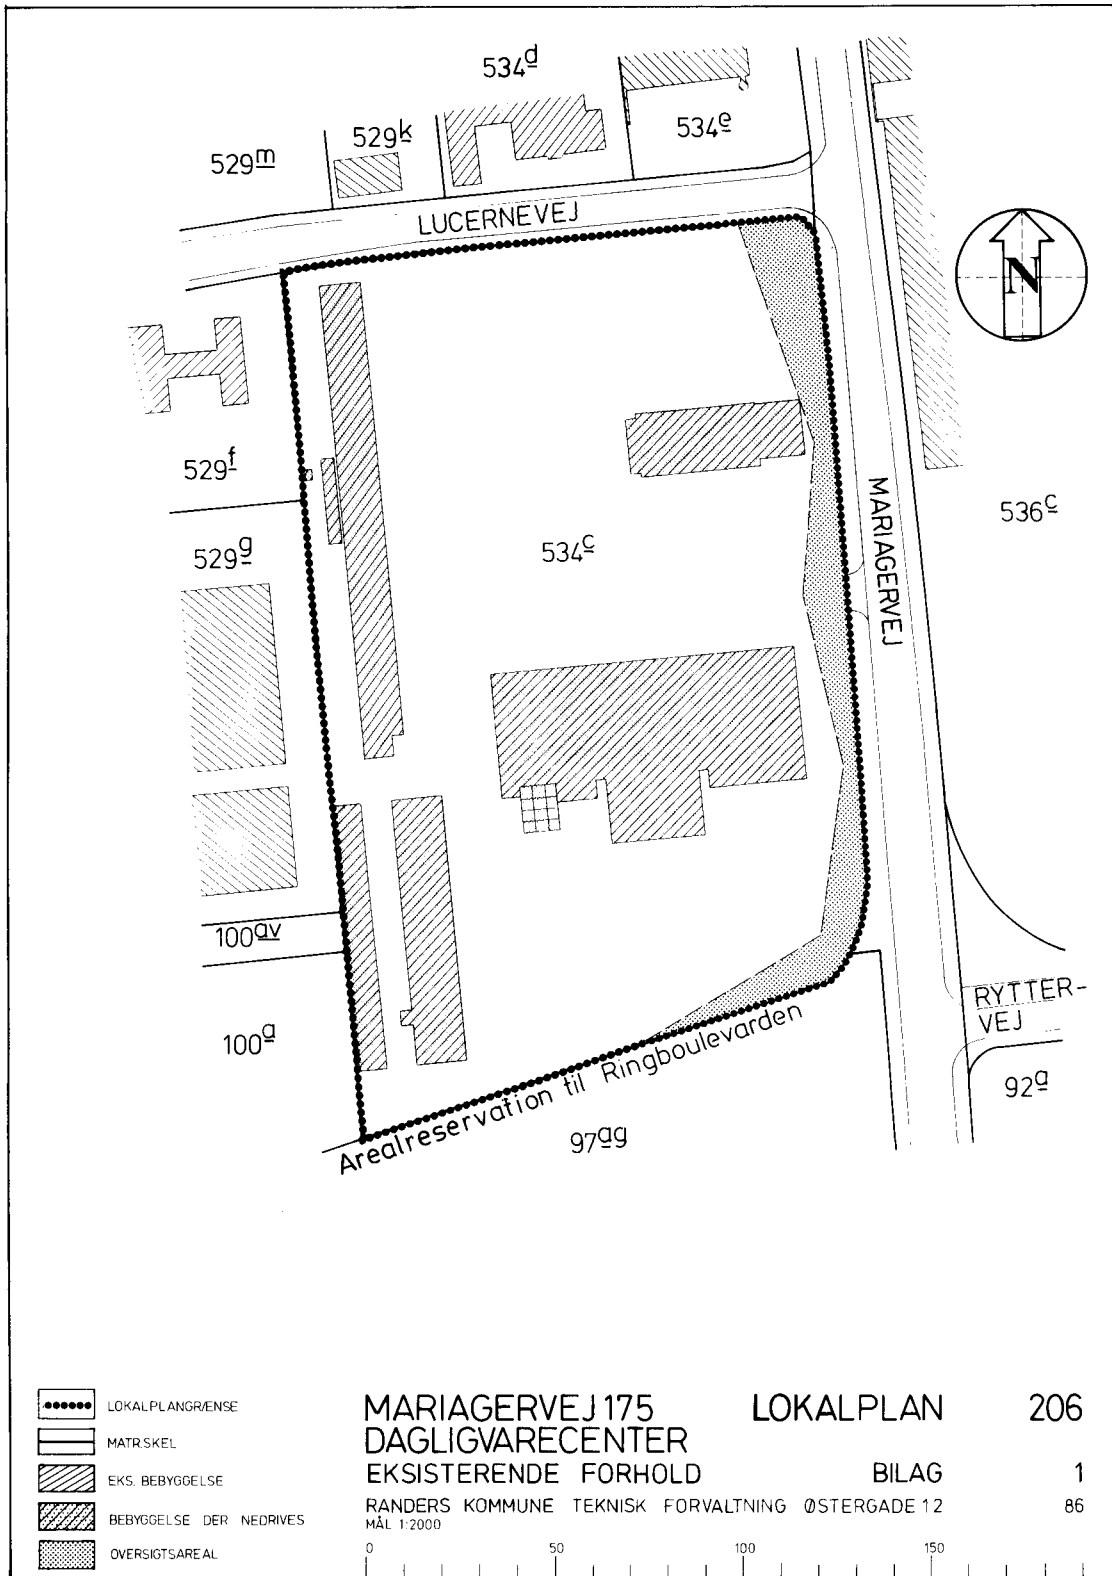 534d
529k
534e
529m
LUCERNEVEJ
N
529f
MARIAGERVEJ
536c
534c
529g
100av
RYTTER-
VEJ
100a
Arealreservation til Ringboulevarden
92a
97ag
LOKALPLANGRÆNSE
MATR.SKEL
EKS. BEBYGGELSE
BEBYGGELSE DER NEDRIVES
OVERSIGTSAREAL
MARIAGERVEJ 175 LOKALPLAN 206
DAGLIGVARECENTER
EKSISTERENDE FORHOLD BILAG 1
RANDERS KOMMUNE TEKNISK FORVALTNING ØSTERGADE 12 86
MÅL 1:2000
0 50 100 150